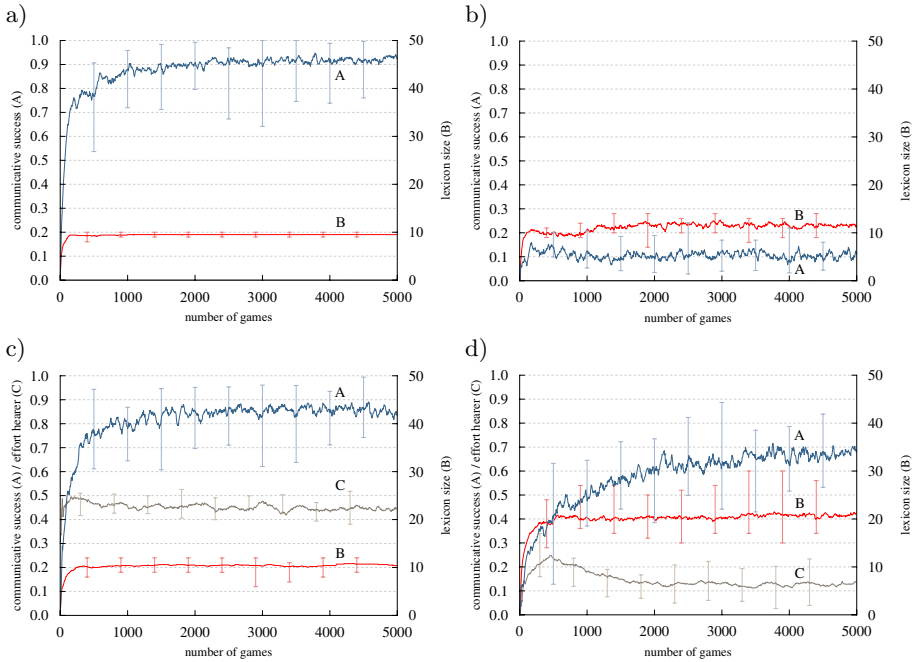 a)
1.0
0.9
0.8
0.7
0.6
0.5
0.4
0.3
0.2
0.1
0.0
communicative success (A)
50
40
30
20
10
0
lexicon size (B)
A
B
0 1000 2000 3000 4000 5000
number of games
b)
1.0
0.9
0.8
0.7
0.6
0.5
0.4
0.3
0.2
0.1
0.0
communicative success (A)
50
40
30
20
10
0
lexicon size (B)
B
A
0 1000 2000 3000 4000 5000
number of games
c)
1.0
0.9
0.8
0.7
0.6
0.5
0.4
0.3
0.2
0.1
0.0
communicative success (A) / effort hearer (C)
50
40
30
20
10
0
lexicon size (B)
A
C
B
0 1000 2000 3000 4000 5000
number of games
d)
1.0
0.9
0.8
0.7
0.6
0.5
0.4
0.3
0.2
0.1
0.0
communicative success (A) / effort hearer (C)
50
40
30
20
10
0
lexicon size (B)
A
B
C
0 1000 2000 3000 4000 5000
number of games